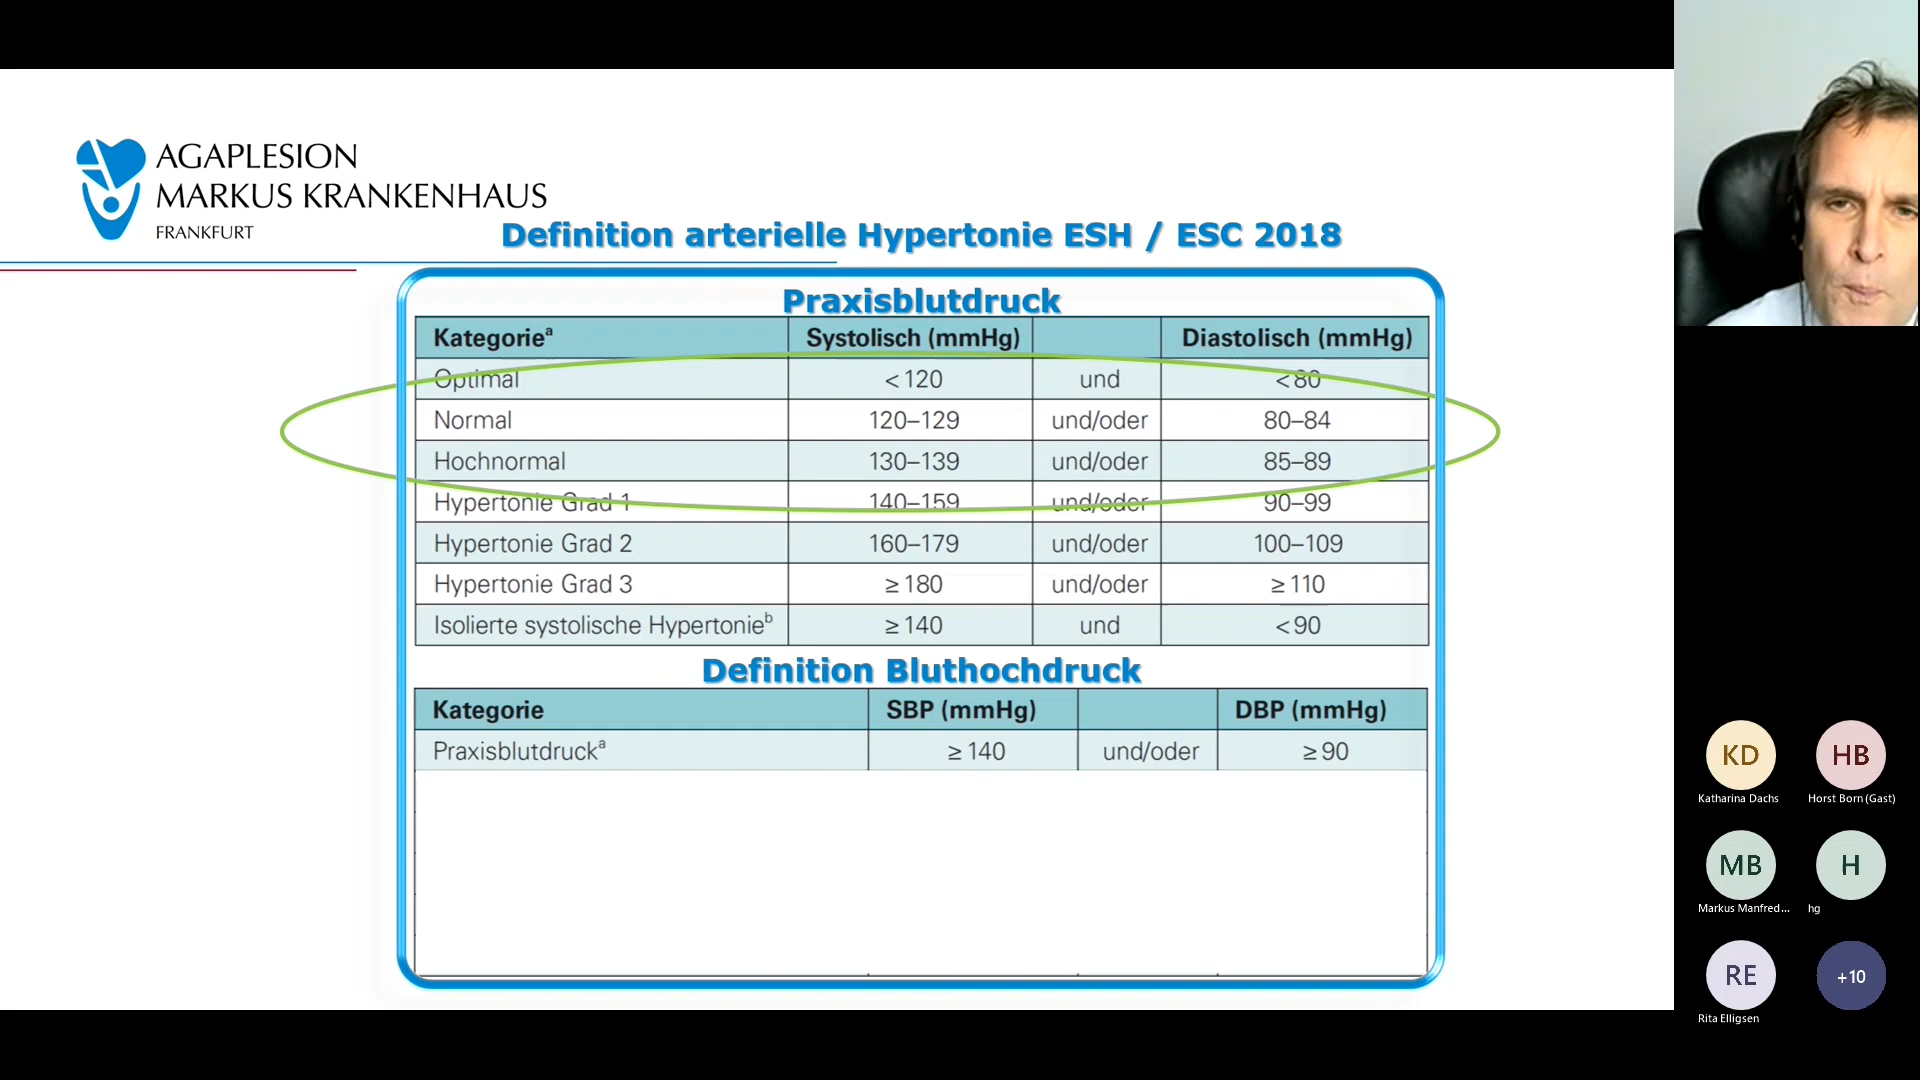 AGAPLESION
MARKUS KRANKENHAUS
FRANKFURT
Definition arterielle Hypertonie ESH / ESC 2018
Praxisblutdruck
Kategorieᵃ Systolisch (mmHg) Diastolisch (mmHg)
Optimal < 120 und < 80
Normal 120–129 und/oder 80–84
Hochnormal 130–139 und/oder 85–89
Hypertonie Grad 1 140–159 und/oder 90–99
Hypertonie Grad 2 160–179 und/oder 100–109
Hypertonie Grad 3 ≥ 180 und/oder ≥ 110
Isolierte systolische Hypertonieᵇ ≥ 140 und < 90
Definition Bluthochdruck
Kategorie SBP (mmHg) DBP (mmHg)
Praxisblutdruckᵃ ≥ 140 und/oder ≥ 90
KD HB
Katharina Dachs Horst Born (Gast)
MB H
Markus Manfred... hg
RE +10
Rita Elligsen